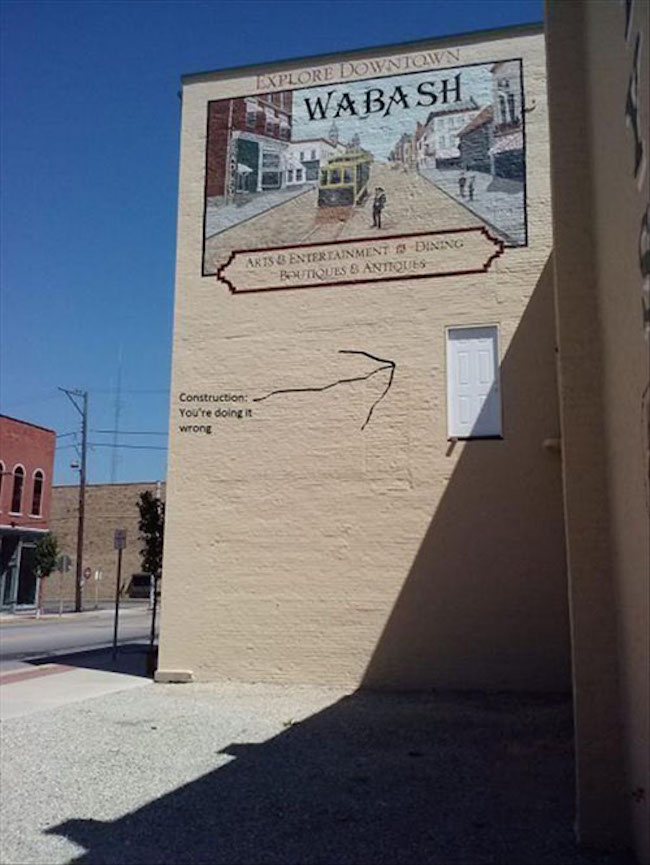 EXPLORE DOWNTOWN
WABASH
ARTS & ENTERTAINMENT & DINING
BOUTIQUES & ANTIQUES
Construction:
You're doing it
wrong